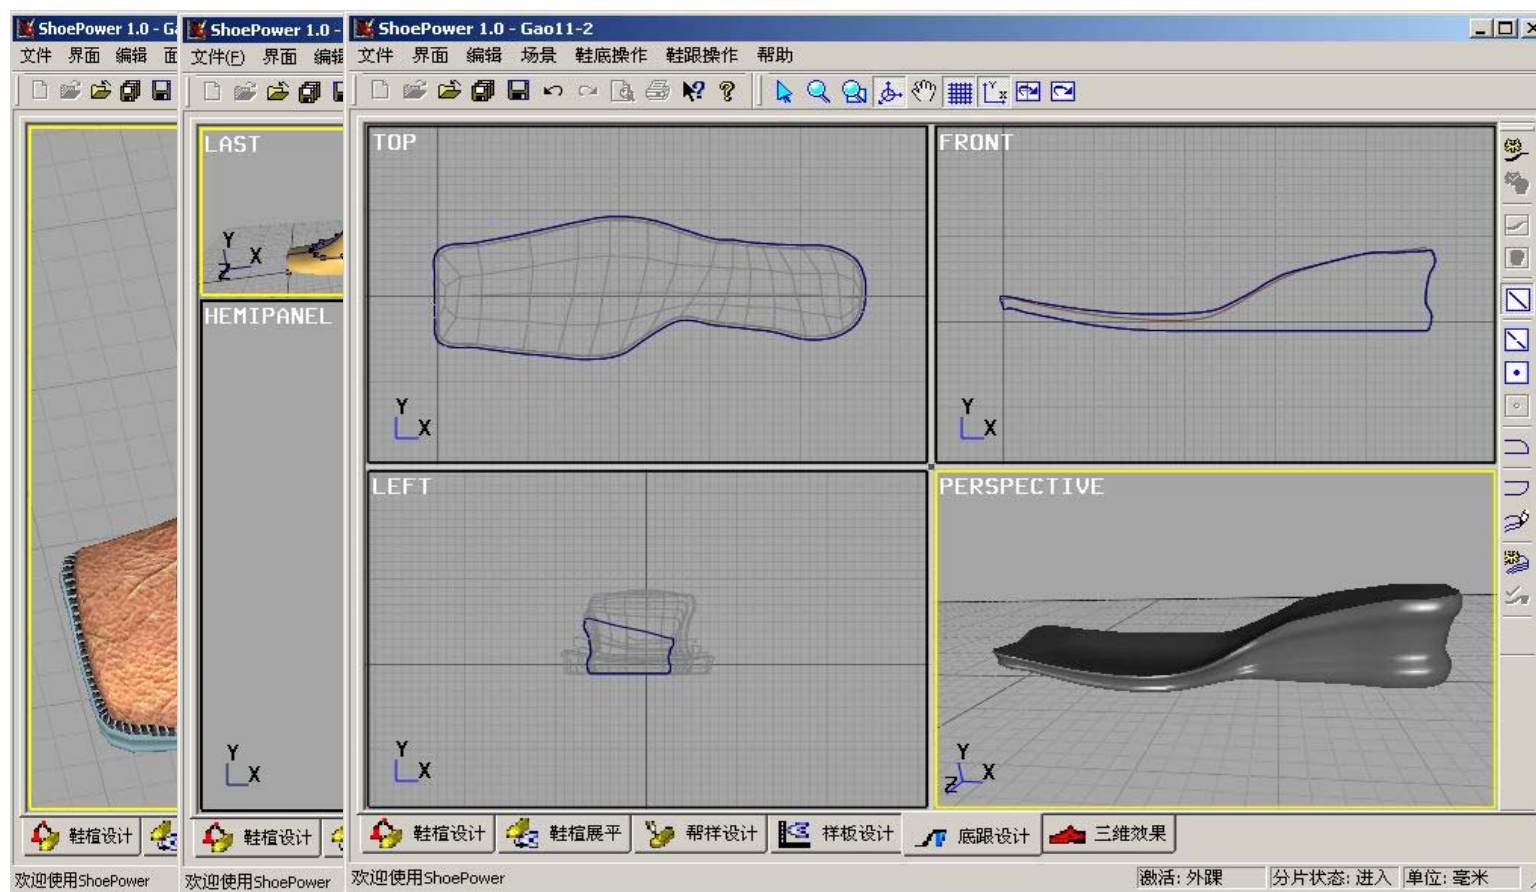 ShoePower 1.0 - Ga
文件 界面 编辑 面
LAST
Y
X
Z
鞋楦设计
欢迎使用ShoePower
ShoePower 1.0 -
文件(F) 界面 编辑
HEMIPANEL
Y
X
鞋楦设计
欢迎使用ShoePower
ShoePower 1.0 - Gao11-2
文件 界面 编辑 场景 鞋底操作 鞋跟操作 帮助
TOP
Y
X
FRONT
Y
X
LEFT
Y
X
PERSPECTIVE
Y
X
Z
鞋楦设计 鞋楦展平 帮样设计 样板设计 底跟设计 三维效果
欢迎使用ShoePower 激活: 外踝 分片状态: 进入 单位: 毫米